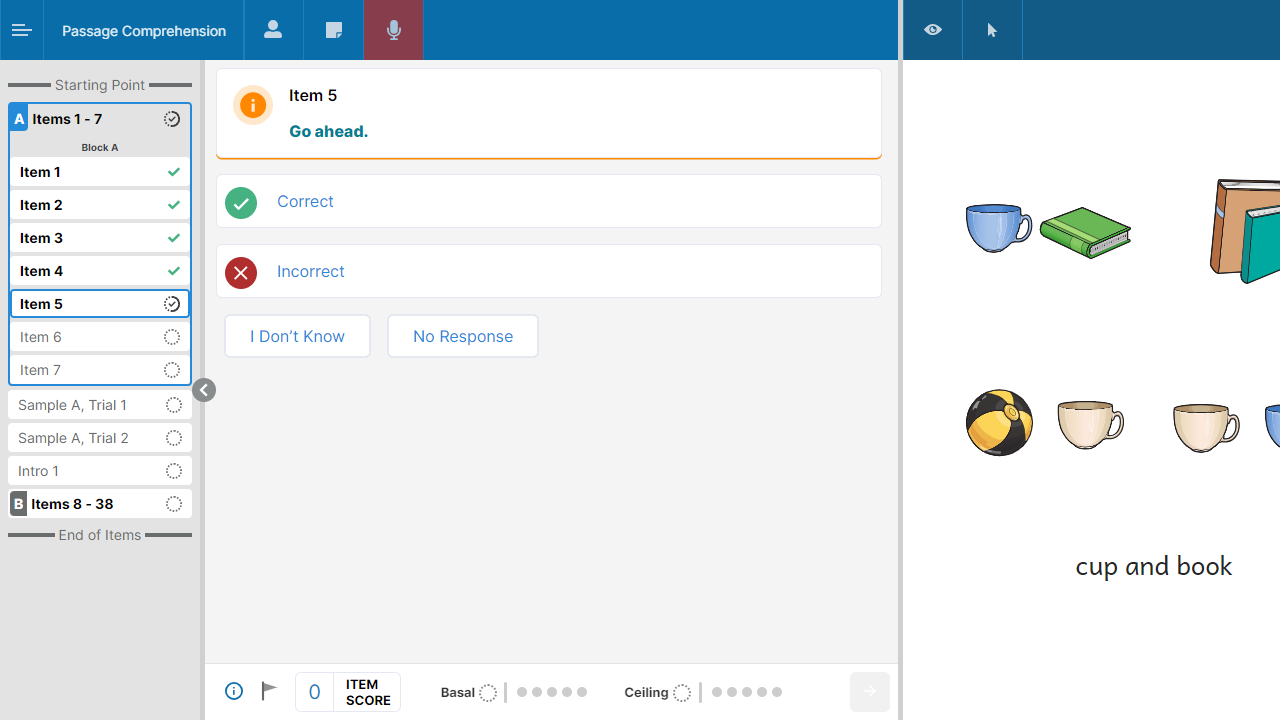 Passage Comprehension
Starting Point
A Items 1 - 7
Block A
Item 1
Item 2
Item 3
Item 4
Item 5
Item 6
Item 7
Sample A, Trial 1
Sample A, Trial 2
Intro 1
B Items 8 - 38
End of Items
Item 5
Go ahead.
Correct
Incorrect
I Don’t Know
No Response
0 ITEM
SCORE
Basal
Ceiling
cup and book